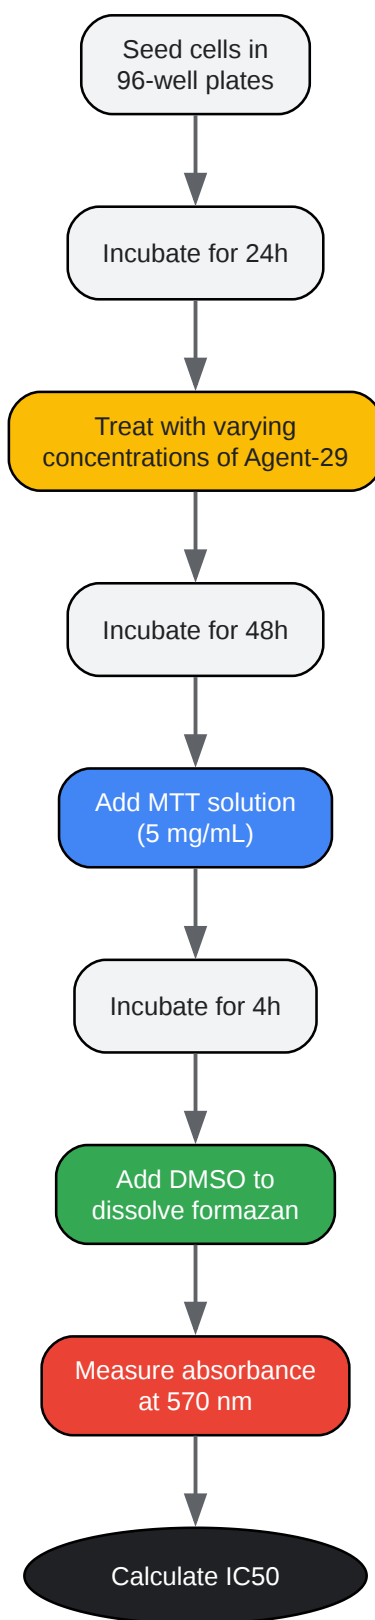 Seed cells in
96-well plates
Incubate for 24h
Treat with varying
concentrations of Agent-29
Incubate for 48h
Add MTT solution
(5 mg/mL)
Incubate for 4h
Add DMSO to
dissolve formazan
Measure absorbance
at 570 nm
Calculate IC50